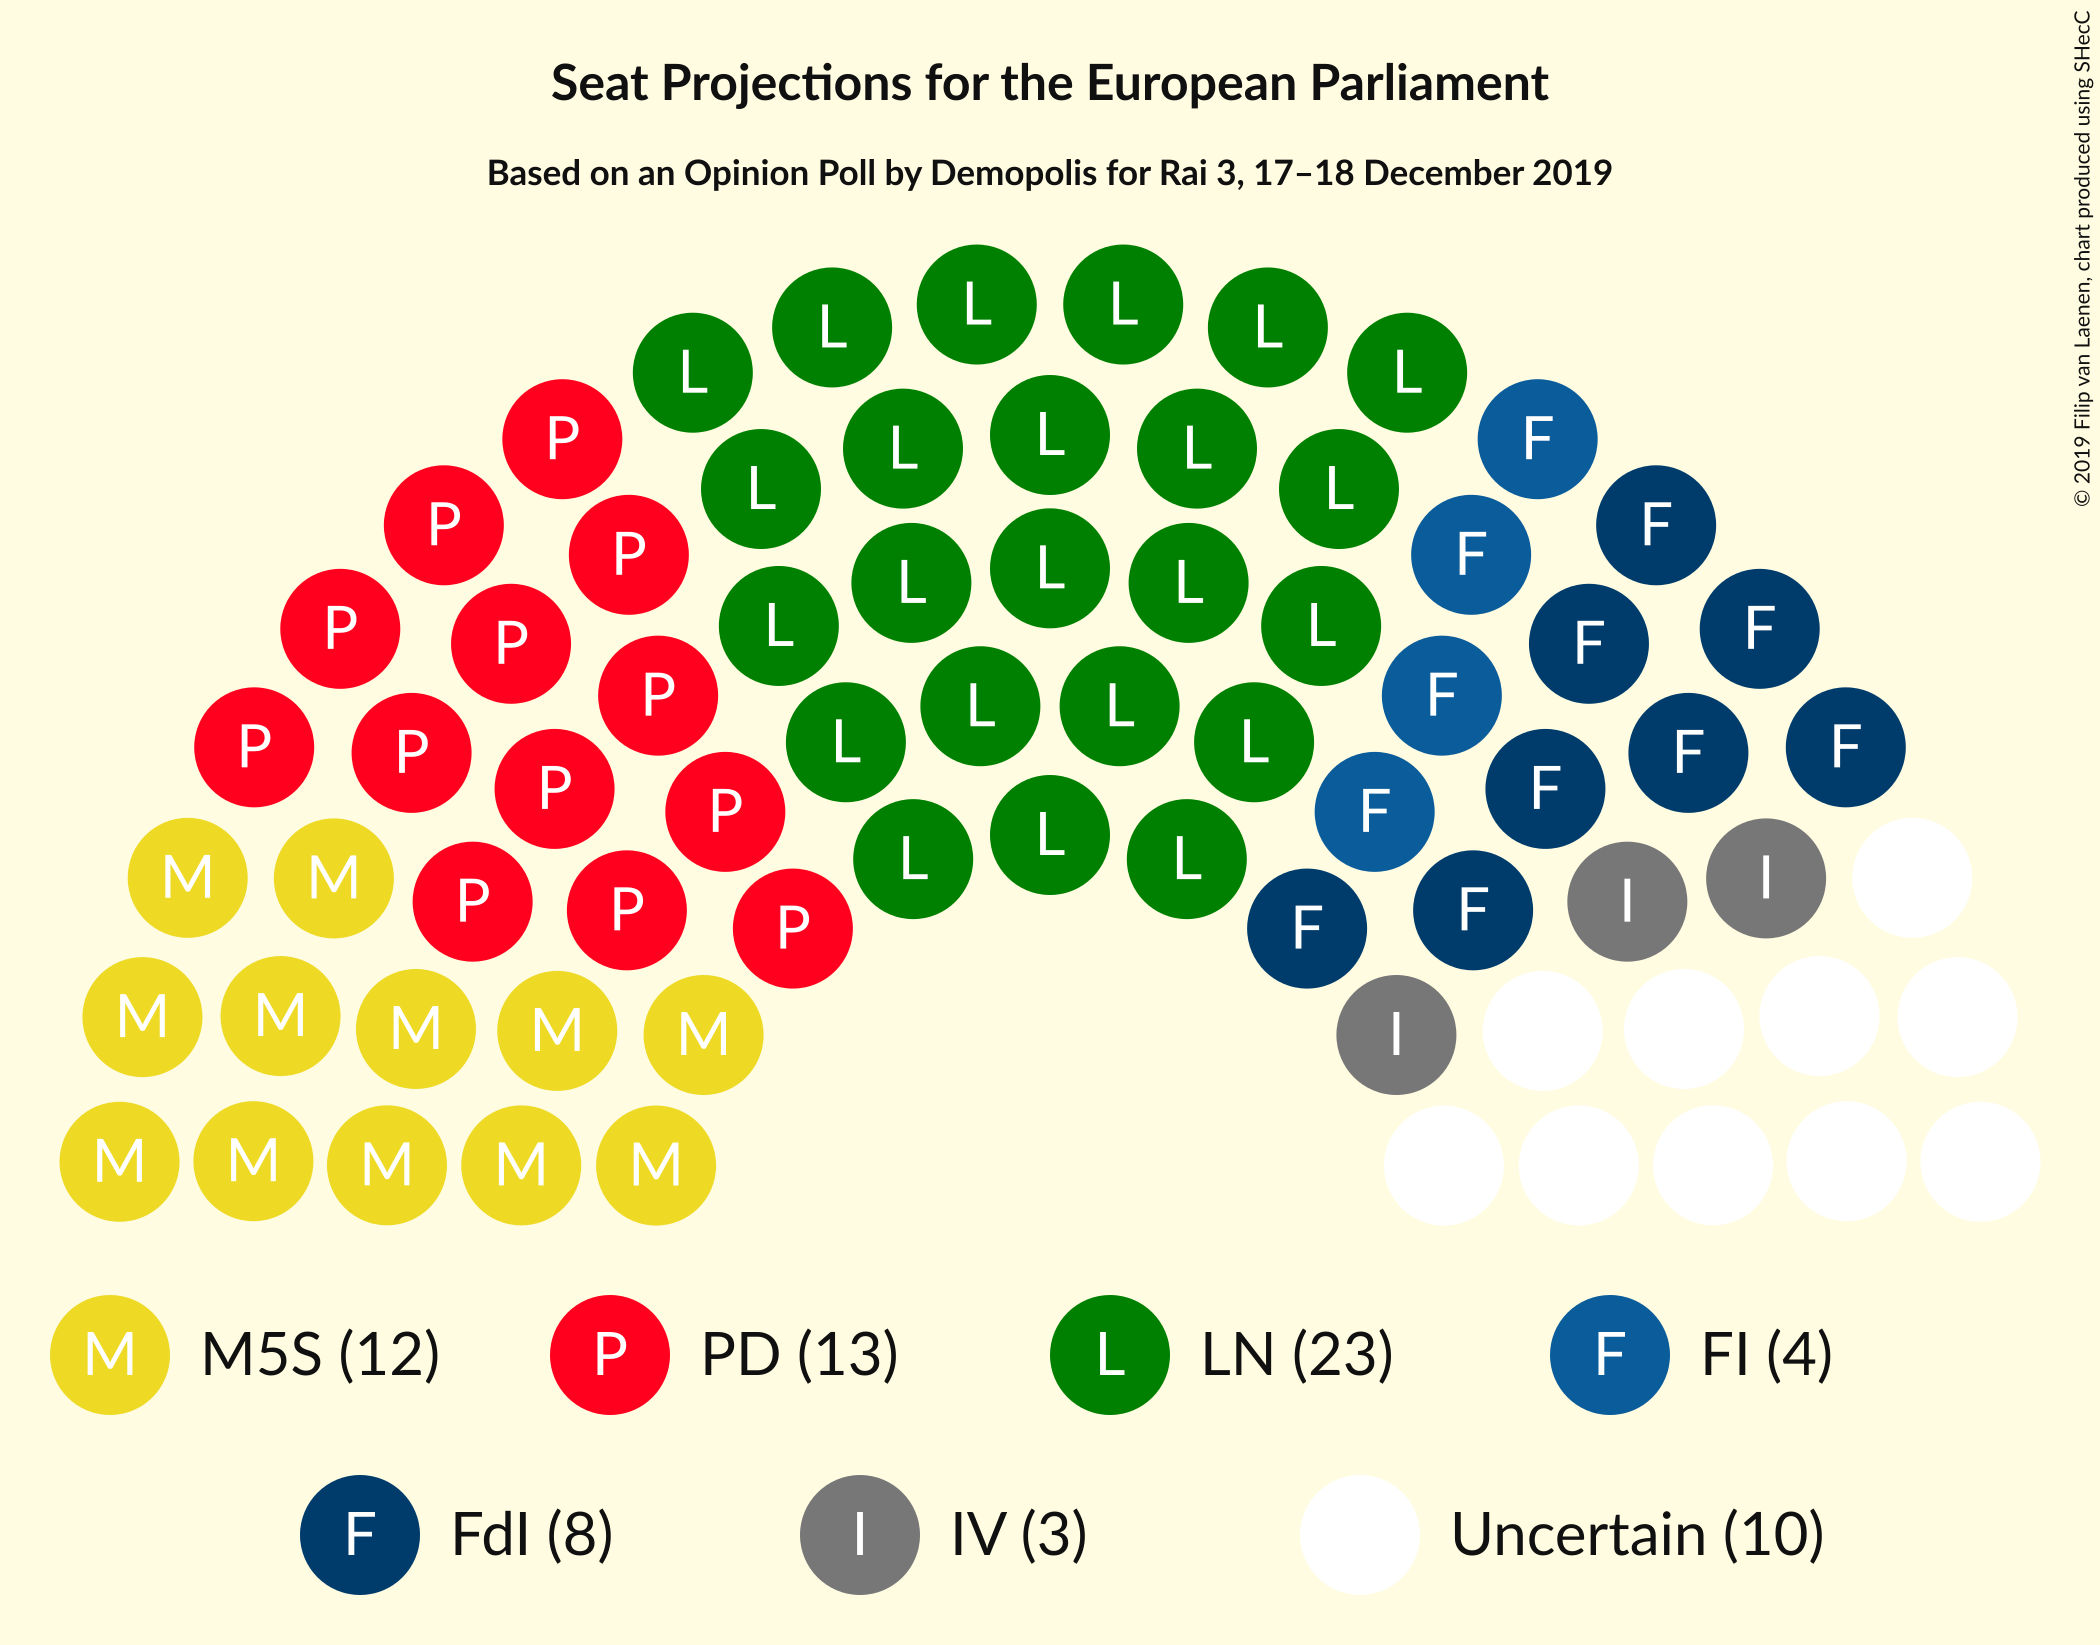 Seat Projections for the European Parliament
Based on an Opinion Poll by Demopolis for Rai 3, 17–18 December 2019
© 2019 Filip van Laenen, chart produced using SHecC
L L
L L
L L
L
P L L F
L L
P F
P L F
L L
P L L F
P F
P F
L L
P L L F
P P F F
P F
P F
L
M M L L I
P I
P P F F
M M I
M M M
M M M M M
M M5S (12)
P PD (13)
L LN (23)
F FI (4)
F FdI (8)
I IV (3)
Uncertain (10)